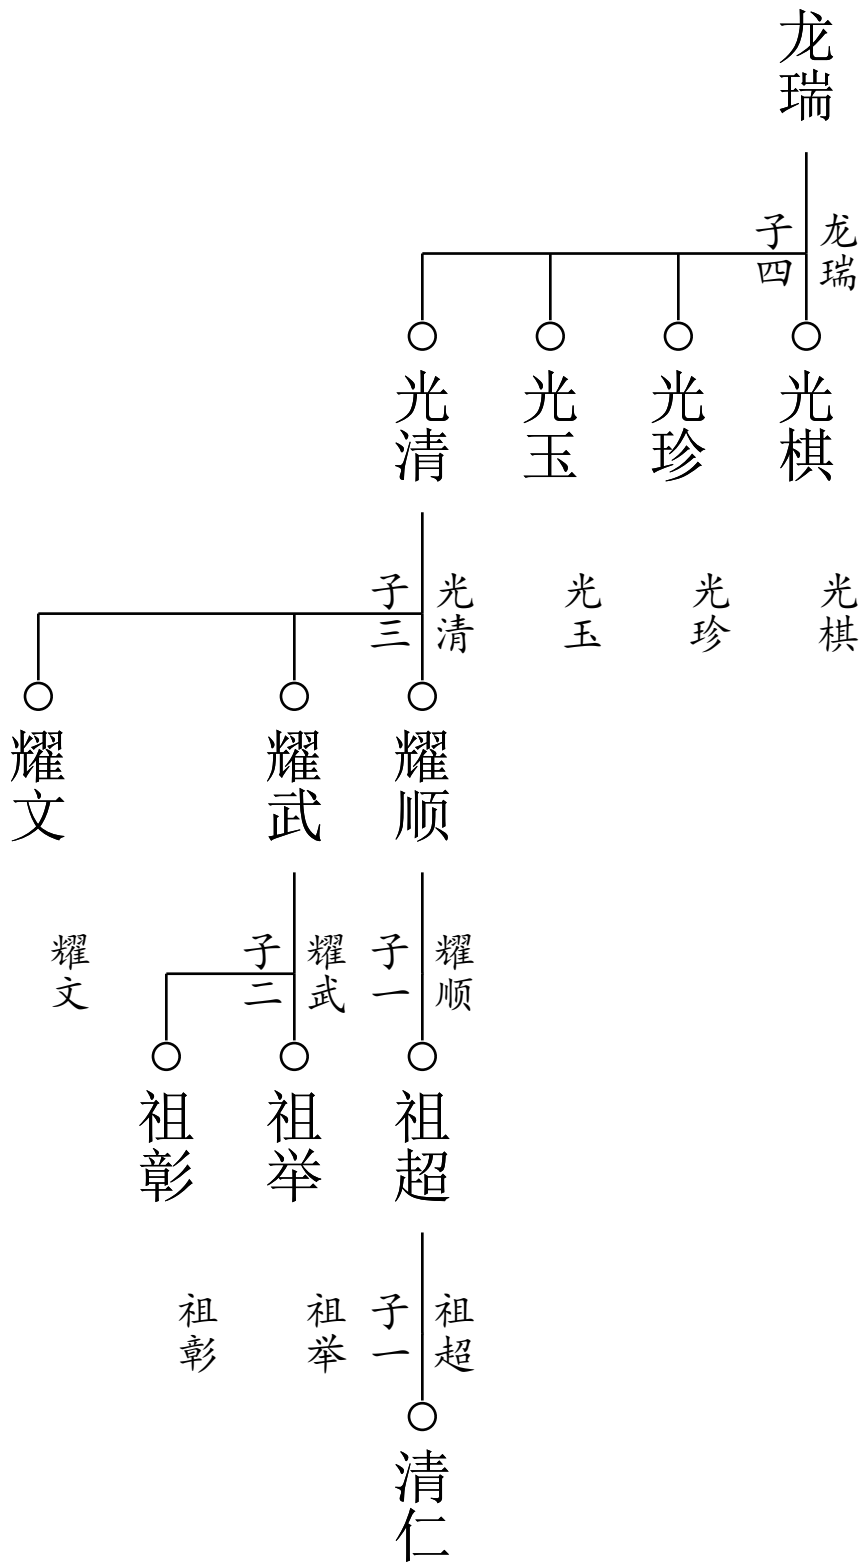 龙瑞
龙瑞
子四
光棋
光珍
光玉
光清
光棋
光珍
光玉
光清
子三
耀顺
耀武
耀文
耀顺
子一
耀武
子二
耀文
祖超
祖举
祖彰
祖超
子一
祖举
祖彰
清仁